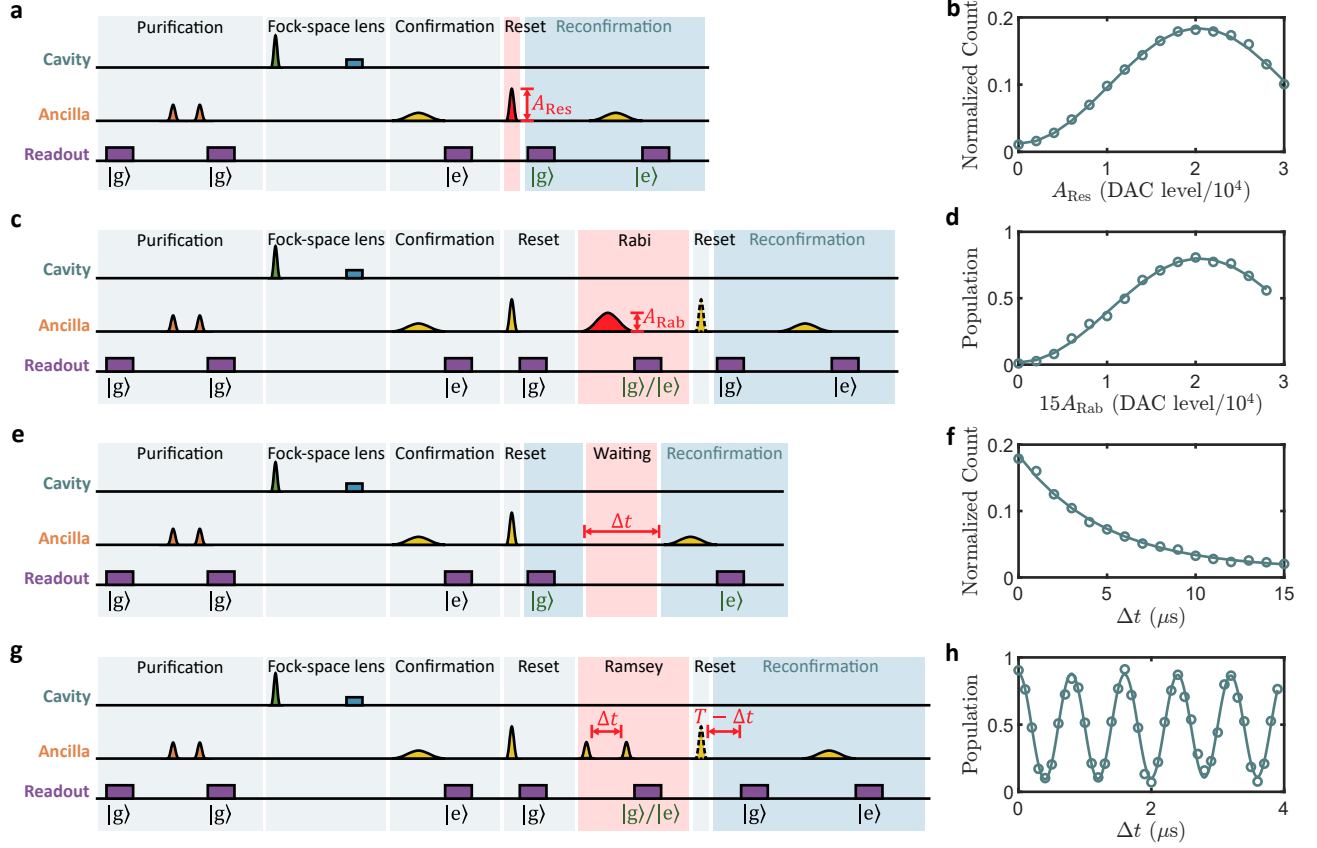 a
Purification Fock-space lens Confirmation Reset Reconfirmation
Cavity
Ancilla
A_Res
Readout
|g⟩ |g⟩ |e⟩ |g⟩ |e⟩
b
Normalized Count
0.2
0.1
0
0 1 2 3
A_Res (DAC level/10^4)
c
Purification Fock-space lens Confirmation Reset Rabi Reset Reconfirmation
Cavity
Ancilla
A_Rab
Readout
|g⟩ |g⟩ |e⟩ |g⟩ |g⟩/|e⟩ |g⟩ |e⟩
d
Population
1
0.5
0
0 1 2 3
15A_Rab (DAC level/10^4)
e
Purification Fock-space lens Confirmation Reset Waiting Reconfirmation
Cavity
Ancilla
Δt
Readout
|g⟩ |g⟩ |e⟩ |g⟩ |e⟩
f
Normalized Count
0.2
0.1
0
0 5 10 15
Δt (μs)
g
Purification Fock-space lens Confirmation Reset Ramsey Reset Reconfirmation
Cavity
Δt T − Δt
Ancilla
Readout
|g⟩ |g⟩ |e⟩ |g⟩ |g⟩/|e⟩ |g⟩ |e⟩
h
Population
1
0.5
0
0 2 4
Δt (μs)